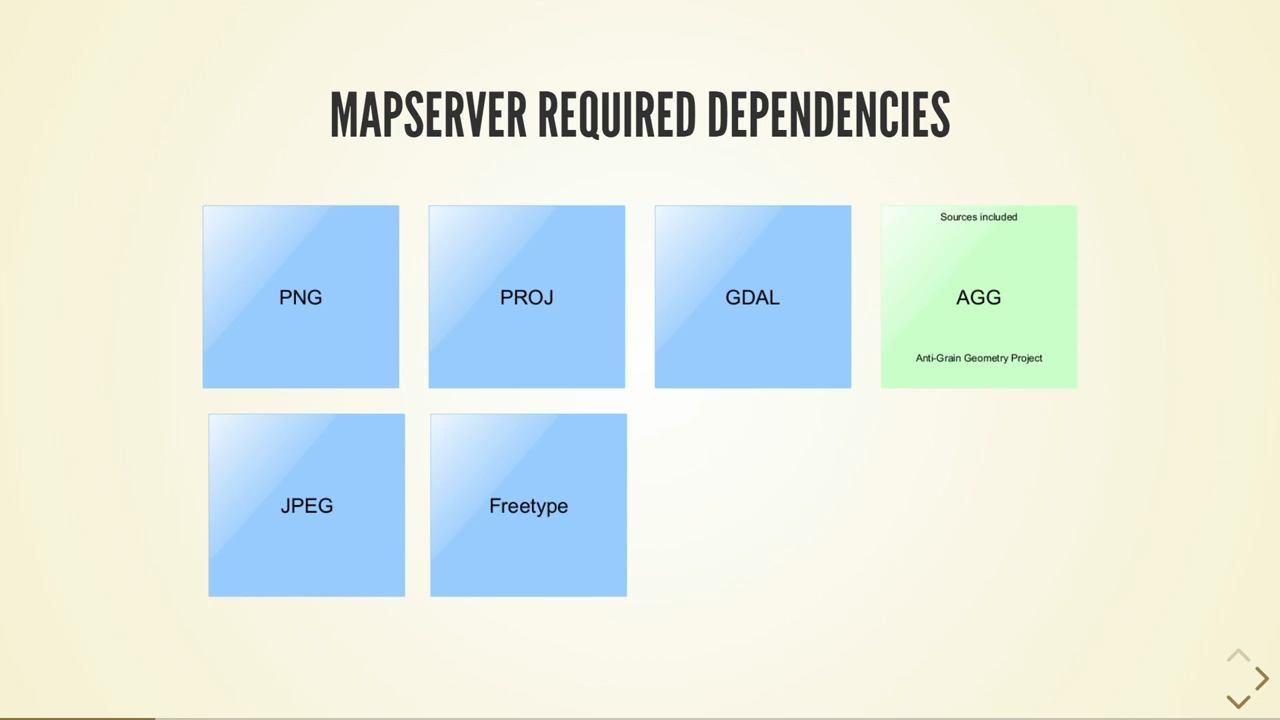 MAPSERVER REQUIRED DEPENDENCIES
Sources included
PNG
PROJ
GDAL
AGG
Anti-Grain Geometry Project
JPEG
Freetype